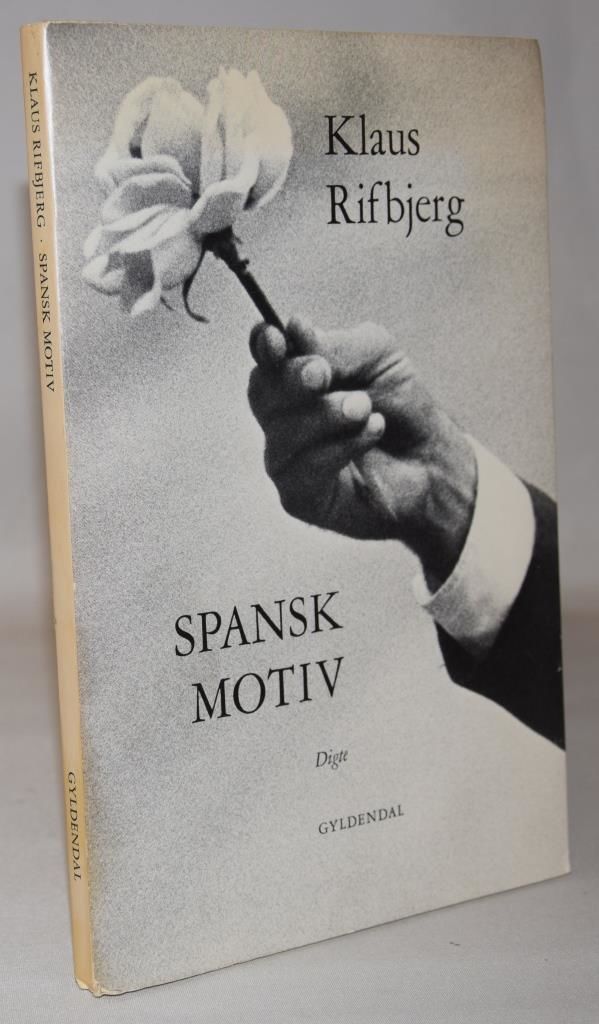 Klaus
Rifbjerg
SPANSK
MOTIV
Digte
GYLDENDAL
KLAUS RIFBJERG · SPANSK MOTIV
GYLDENDAL